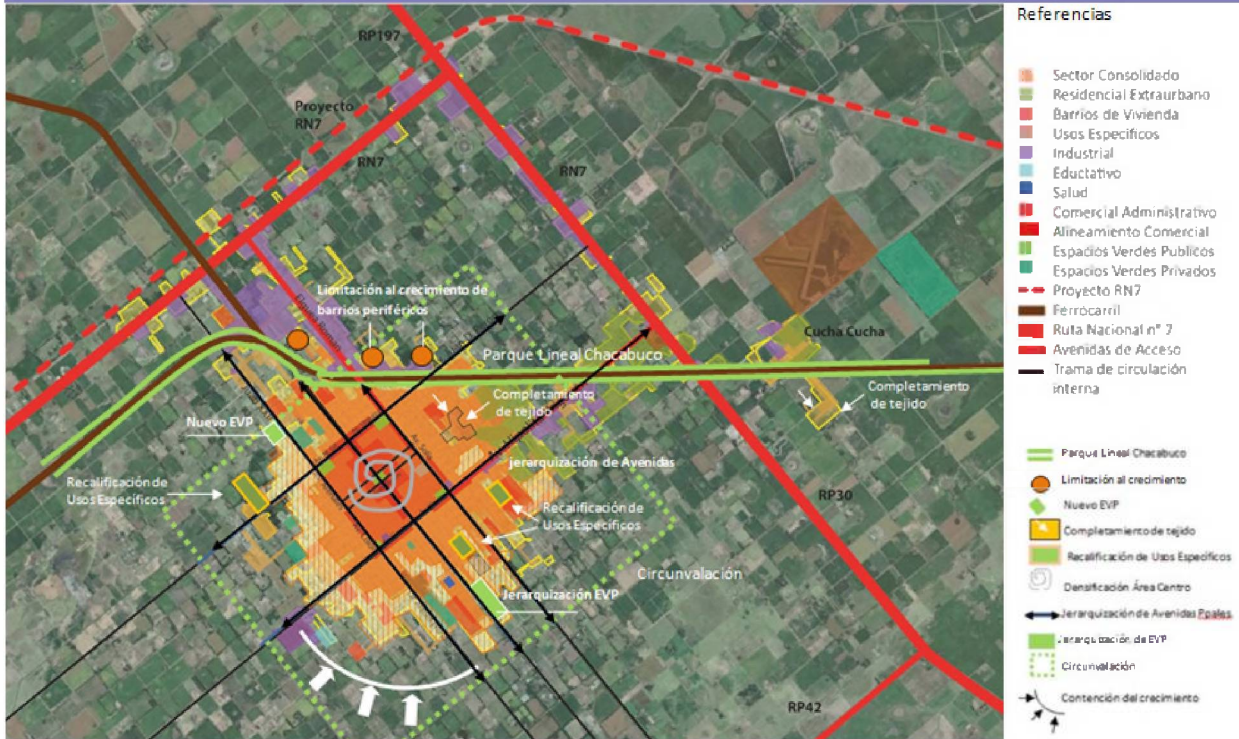 RP197
Proyecto
RN7
RN7
RN7
Limitación al crecimiento de
barrios periféricos
Parque Lineal Chacabuco
Cucha Cucha
Completamiento
de tejido
Completamiento
de tejido
Nuevo EVP
jerarquización de Avenidas
Recalificación de
Usos Específicos
Recalificación de
Usos Específicos
RP30
Circunvalación
Jerarquización EVP
RP42
Referencias
Sector Consolidado
Residencial Extraurbano
Barrios de Vivienda
Usos Específicos
Industrial
Eductativo
Salud
Comercial Administrativo
Alineamiento Comercial
Espacios Verdes Publicos
Espacios Verdes Privados
Proyecto RN7
Ferrocarril
Ruta Nacional n° 7
Avenidas de Acceso
Trama de circulación
interna
Parque Lineal Chacabuco
Limitación al crecimiento
Nuevo EVP
Completamiento de tejido
Recalificación de Usos Específicos
Densificación Área Centro
Jerarquización de Avenidas Ppales
Jerarquización de EVP
Circunvalación
Contención del crecimiento